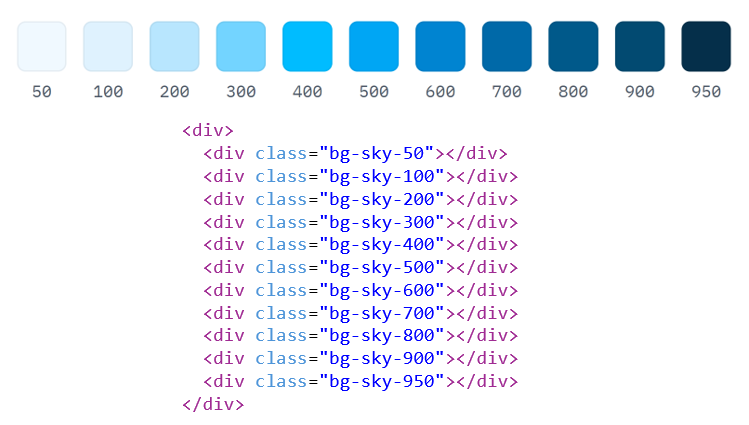 50 100 200 300 400 500 600 700 800 900 950
<div>
  <div class="bg-sky-50"></div>
  <div class="bg-sky-100"></div>
  <div class="bg-sky-200"></div>
  <div class="bg-sky-300"></div>
  <div class="bg-sky-400"></div>
  <div class="bg-sky-500"></div>
  <div class="bg-sky-600"></div>
  <div class="bg-sky-700"></div>
  <div class="bg-sky-800"></div>
  <div class="bg-sky-900"></div>
  <div class="bg-sky-950"></div>
</div>